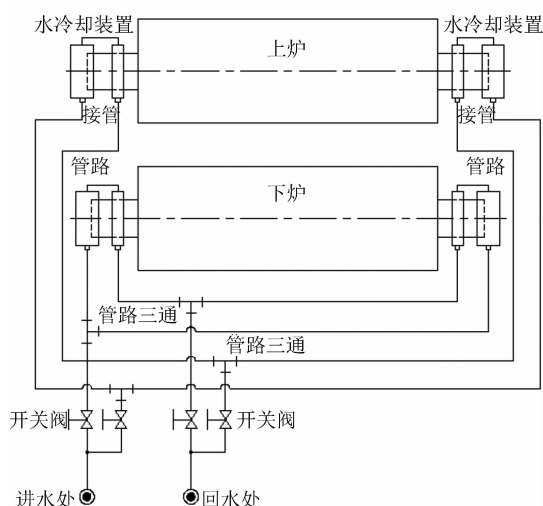 水冷却装置 水冷却装置
上炉
接管 接管
管路 管路
下炉
管路三通
管路三通
开关阀 开关阀
进水处 回水处